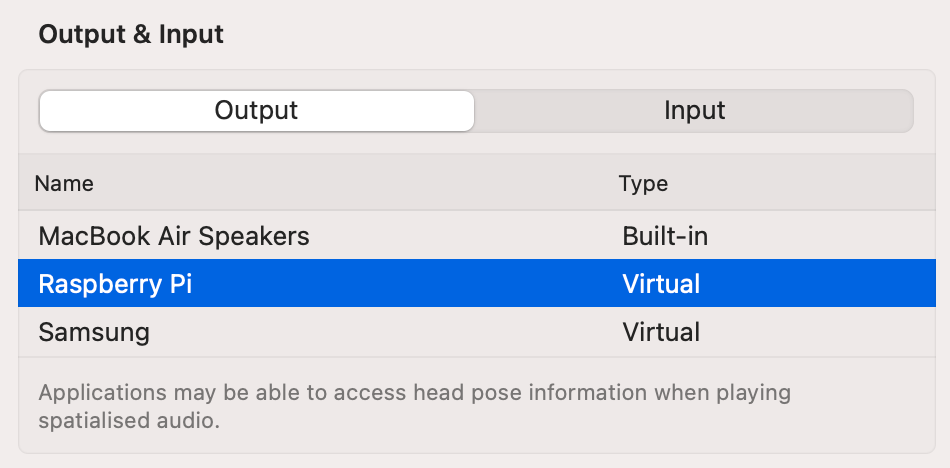 Output & Input
Output Input
Name Type
MacBook Air Speakers Built-in
Raspberry Pi Virtual
Samsung Virtual
Applications may be able to access head pose information when playing
spatialised audio.